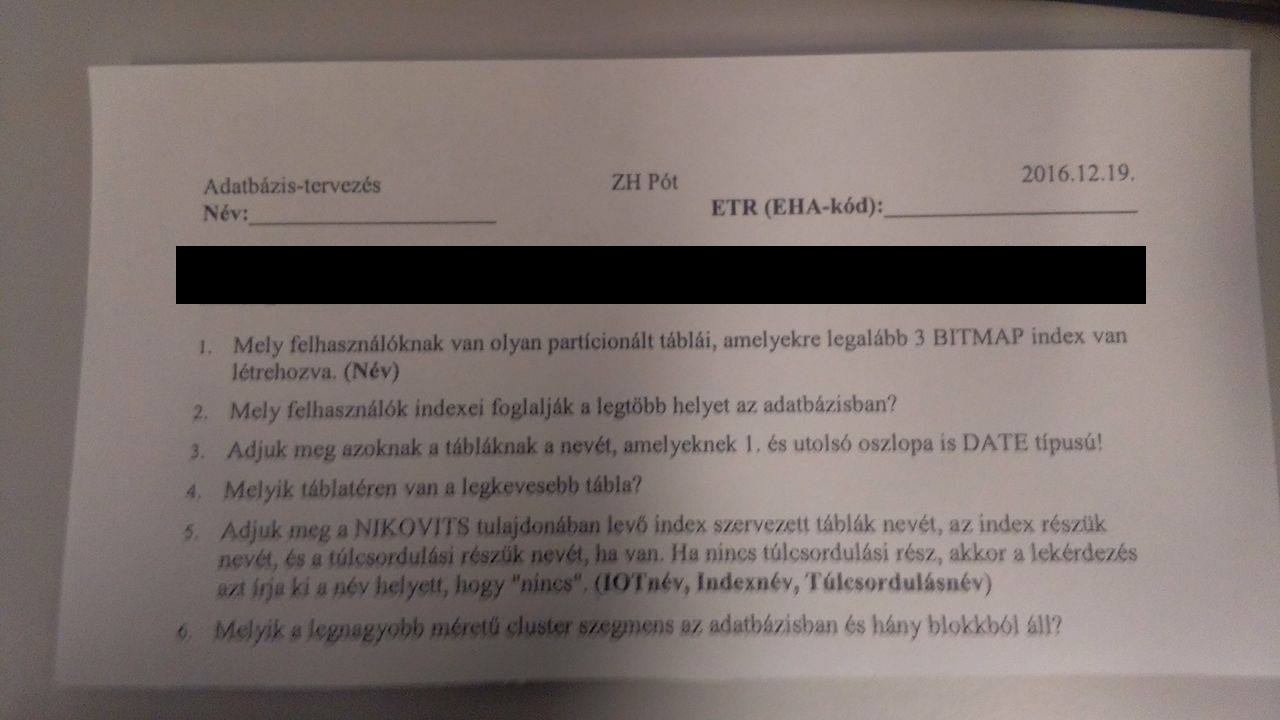 Adatbázis-tervezés ZH Pót 2016.12.19.
Név:____________________ ETR (EHA-kód):____________________
1. Mely felhasználóknak van olyan partícionált táblái, amelyekre legalább 3 BITMAP index van
létrehozva. (Név)
2. Mely felhasználók indexei foglalják a legtöbb helyet az adatbázisban?
3. Adjuk meg azoknak a tábláknak a nevét, amelyeknek 1. és utolsó oszlopa is DATE típusú!
4. Melyik táblatéren van a legkevesebb tábla?
5. Adjuk meg a NIKOVITS tulajdonában levő index szervezett táblák nevét, az index részük
nevét, és a túlcsordulási részük nevét, ha van. Ha nincs túlcsordulási rész, akkor a lekérdezés
azt írja ki a név helyett, hogy "nincs". (IOTnév, Indexnév, Túlcsordulásnév)
6. Melyik a legnagyobb méretű cluster szegmens az adatbázisban és hány blokkból áll?